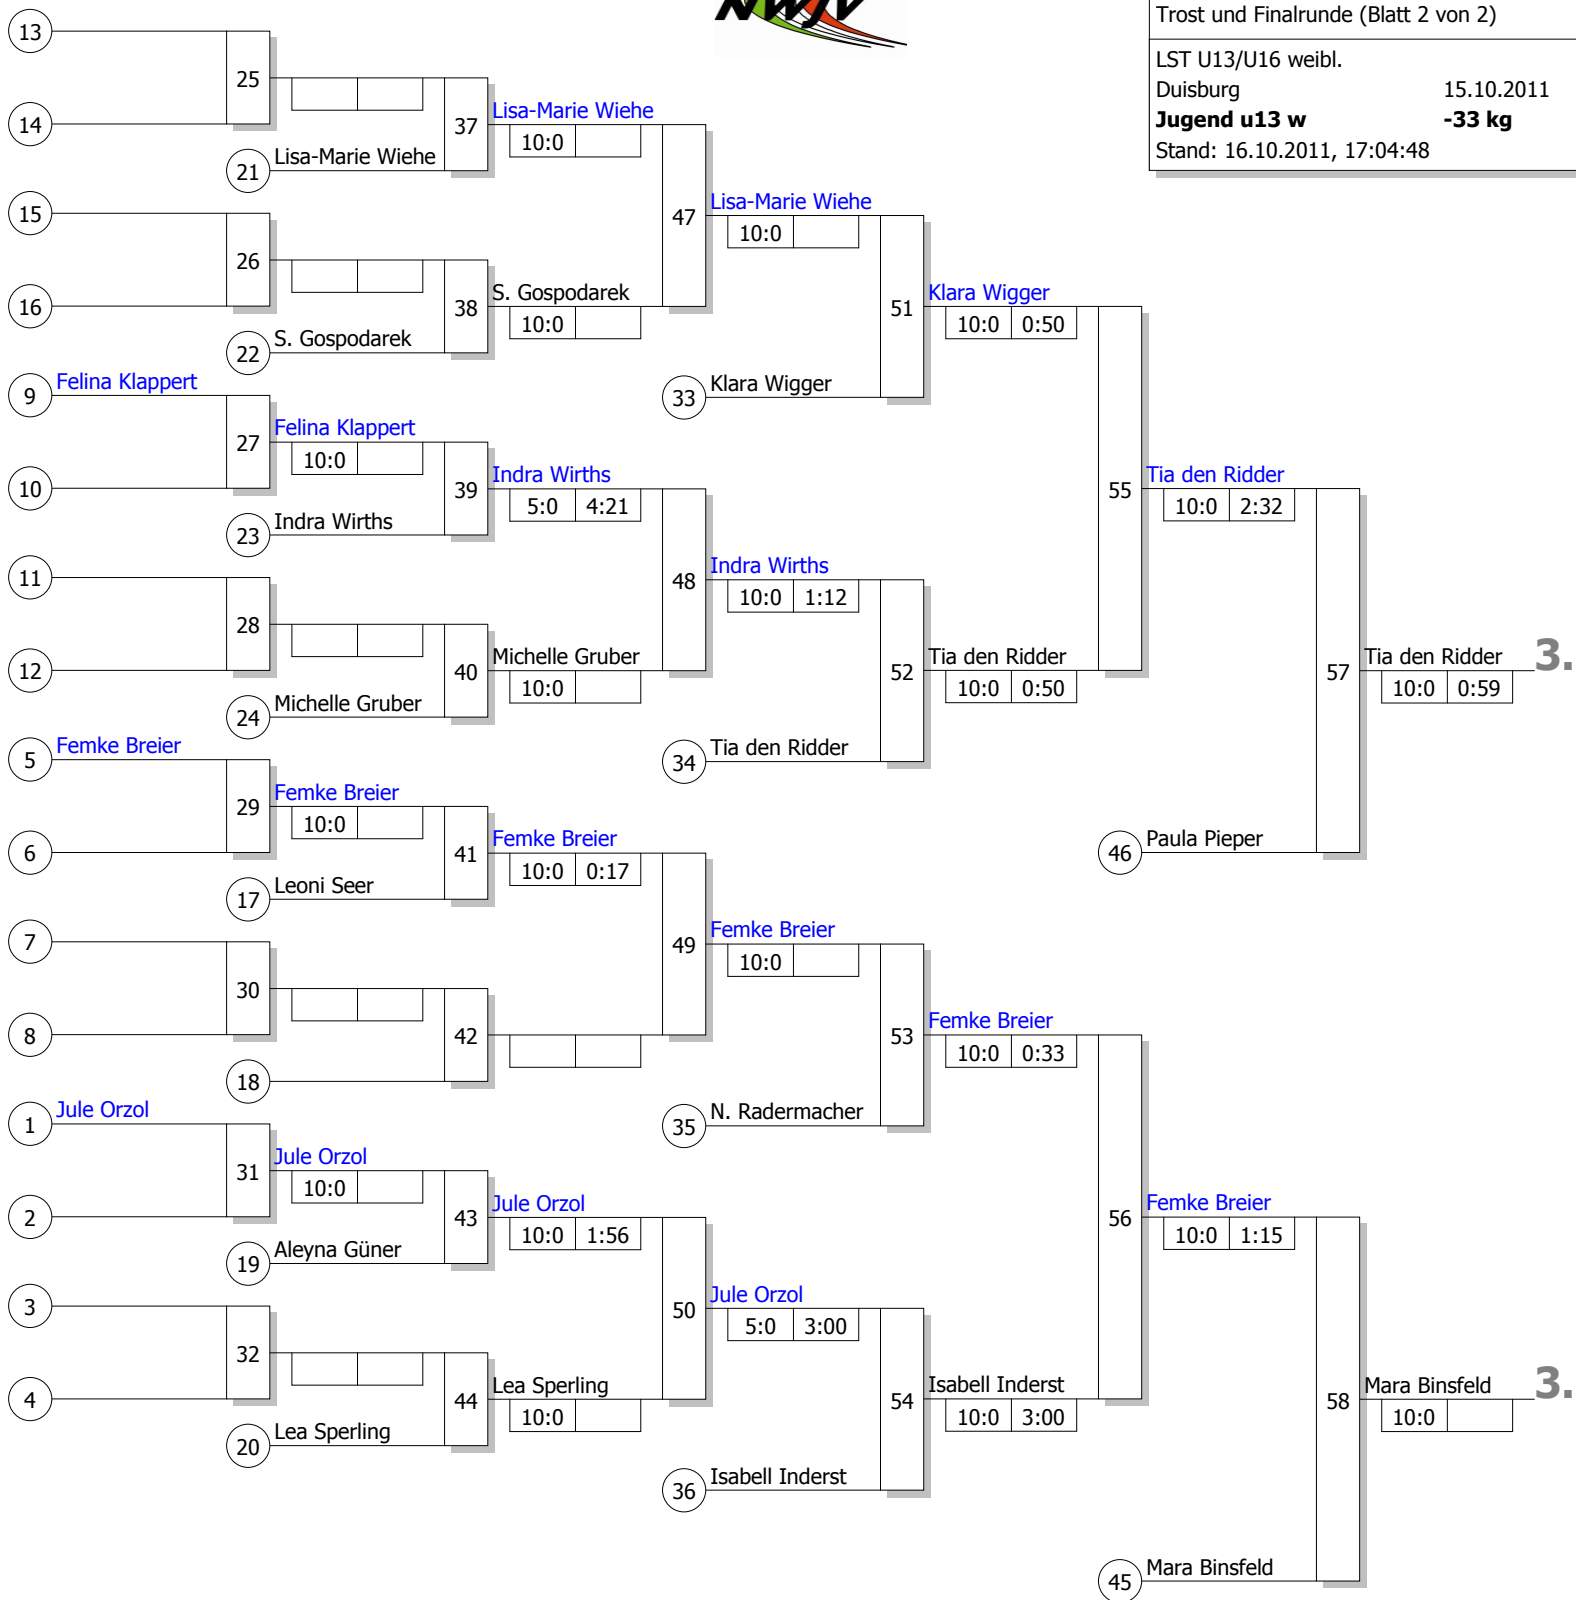 NWJV
Trost und Finalrunde (Blatt 2 von 2)
LST U13/U16 weibl.
Duisburg 15.10.2011
Jugend u13 w -33 kg
Stand: 16.10.2011, 17:04:48
13
25
14
37
Lisa-Marie Wiehe
10:0
21
Lisa-Marie Wiehe
15
47
Lisa-Marie Wiehe
10:0
26
16
38
S. Gospodarek
10:0
22
S. Gospodarek
51
Klara Wigger
10:0 0:50
33
Klara Wigger
9
Felina Klappert
27
Felina Klappert
10:0
10
39
Indra Wirths
5:0 4:21
23
Indra Wirths
55
Tia den Ridder
10:0 2:32
11
48
Indra Wirths
10:0 1:12
28
12
40
Michelle Gruber
10:0
24
Michelle Gruber
52
Tia den Ridder
10:0 0:50
34
Tia den Ridder
57
Tia den Ridder
3.
10:0 0:59
46
Paula Pieper
5
Femke Breier
29
Femke Breier
10:0
6
41
Femke Breier
10:0 0:17
17
Leoni Seer
7
49
Femke Breier
10:0
30
8
42
18
53
Femke Breier
10:0 0:33
35
N. Radermacher
1
Jule Orzol
31
Jule Orzol
10:0
2
43
Jule Orzol
10:0 1:56
19
Aleyna Güner
56
Femke Breier
10:0 1:15
3
50
Jule Orzol
5:0 3:00
32
4
44
Lea Sperling
10:0
20
Lea Sperling
54
Isabell Inderst
10:0 3:00
36
Isabell Inderst
58
Mara Binsfeld
3.
10:0
45
Mara Binsfeld